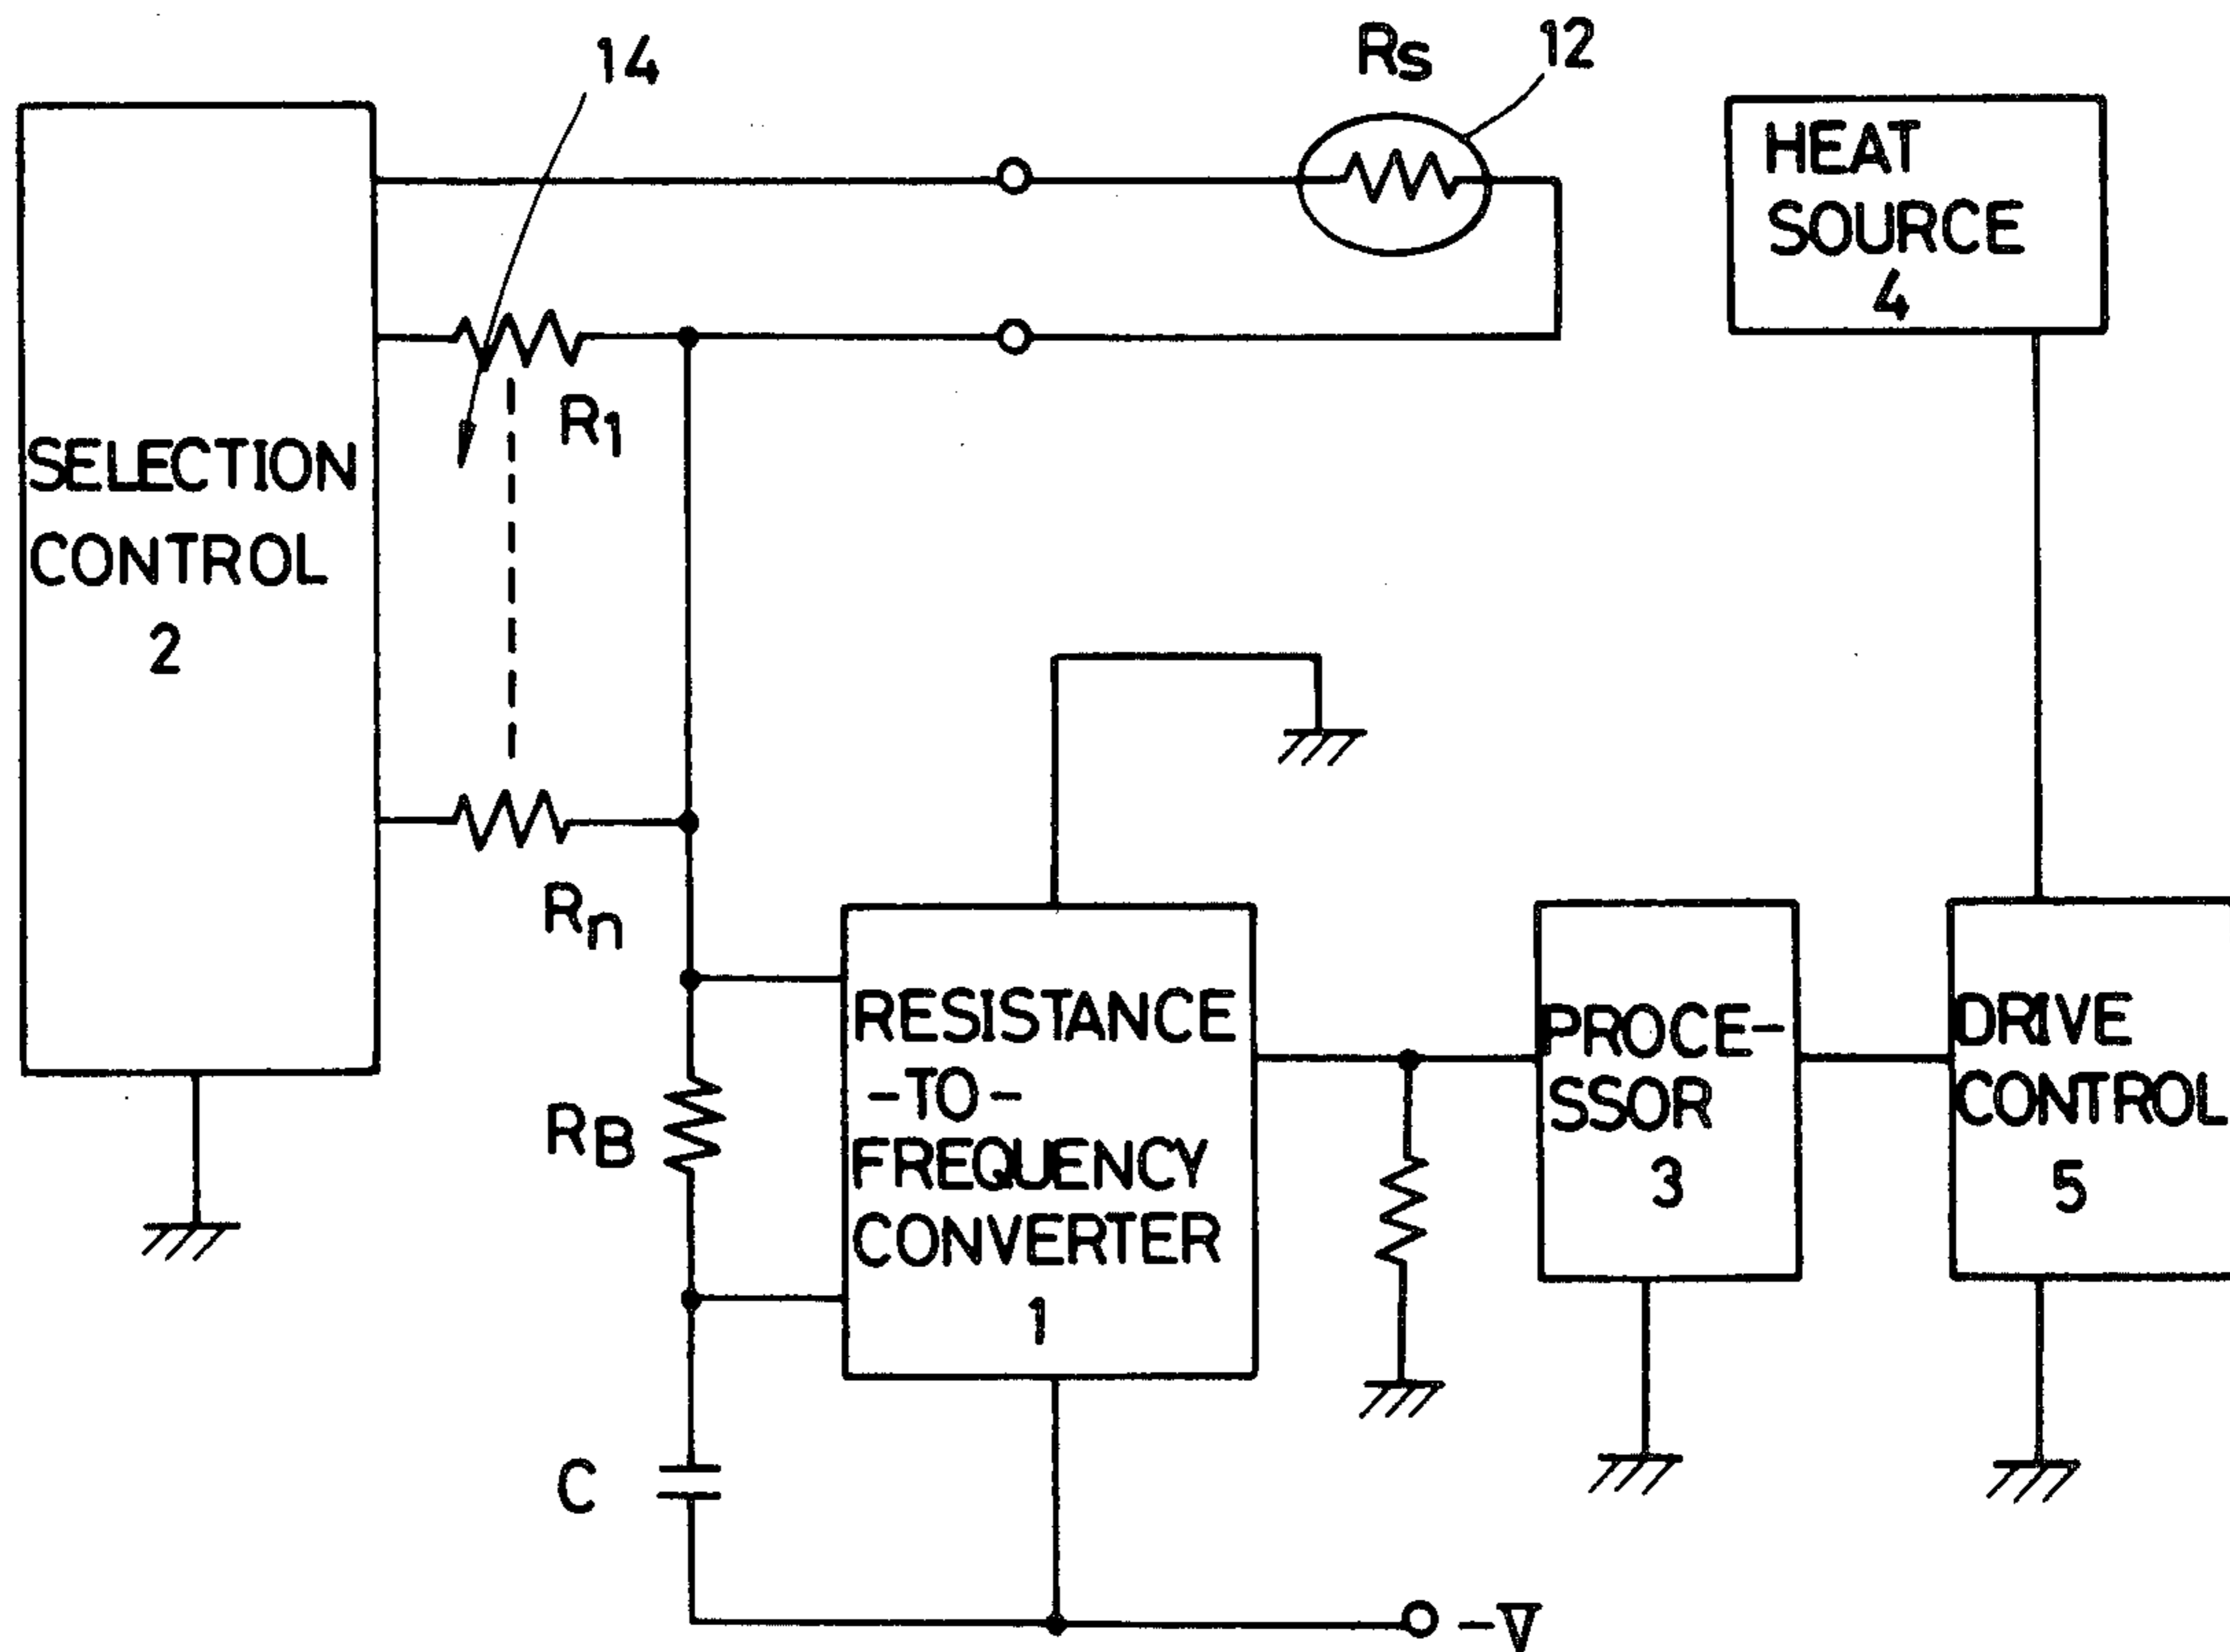 14
Rs
12
HEAT
SOURCE
4
R1
SELECTION
CONTROL
2
Rn
RESISTANCE
-TO-
FREQUENCY
CONVERTER
1
PROCE-
SSOR
3
DRIVE
CONTROL
5
RB
C
-V